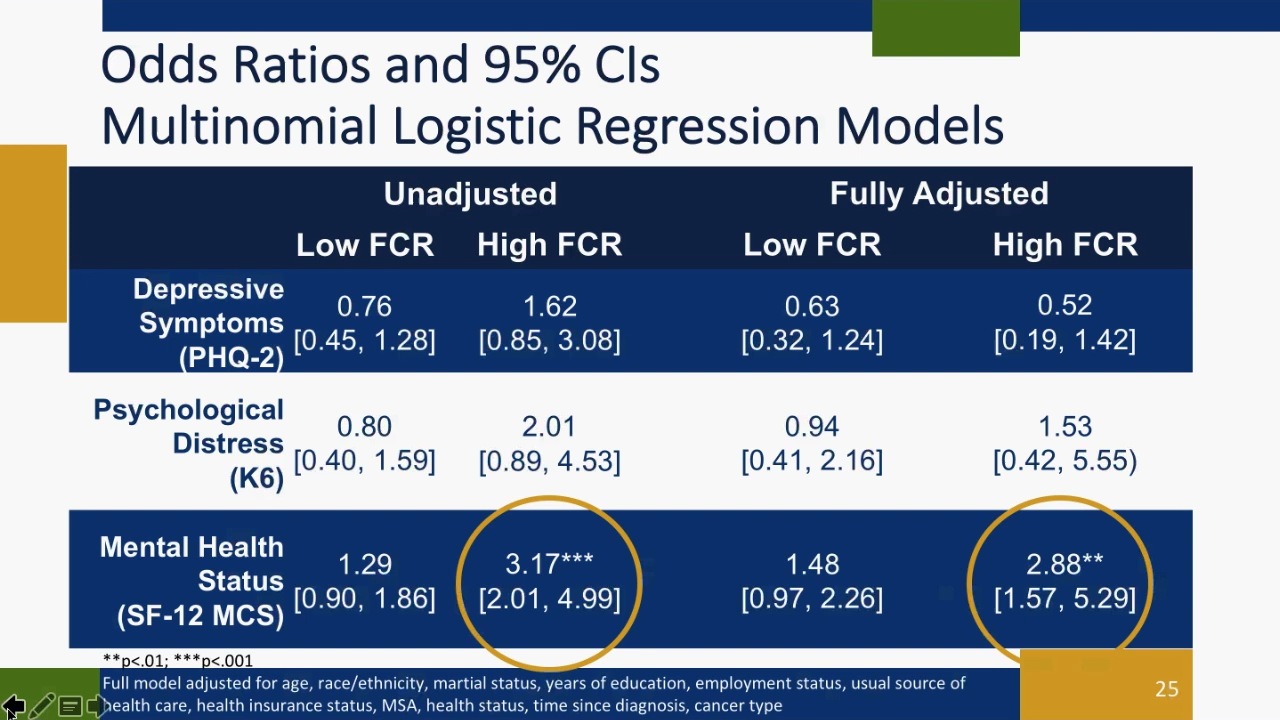 Odds Ratios and 95% CIs
Multinomial Logistic Regression Models
Unadjusted Fully Adjusted
Low FCR High FCR Low FCR High FCR
Depressive
Symptoms
(PHQ-2)
0.76 1.62 0.63 0.52
[0.45, 1.28] [0.85, 3.08] [0.32, 1.24] [0.19, 1.42]
Psychological
Distress
(K6)
0.80 2.01 0.94 1.53
[0.40, 1.59] [0.89, 4.53] [0.41, 2.16] [0.42, 5.55)
Mental Health
Status
(SF-12 MCS)
1.29 3.17*** 1.48 2.88**
[0.90, 1.86] [2.01, 4.99] [0.97, 2.26] [1.57, 5.29]
**p<.01; ***p<.001
Full model adjusted for age, race/ethnicity, martial status, years of education, employment status, usual source of
health care, health insurance status, MSA, health status, time since diagnosis, cancer type
25